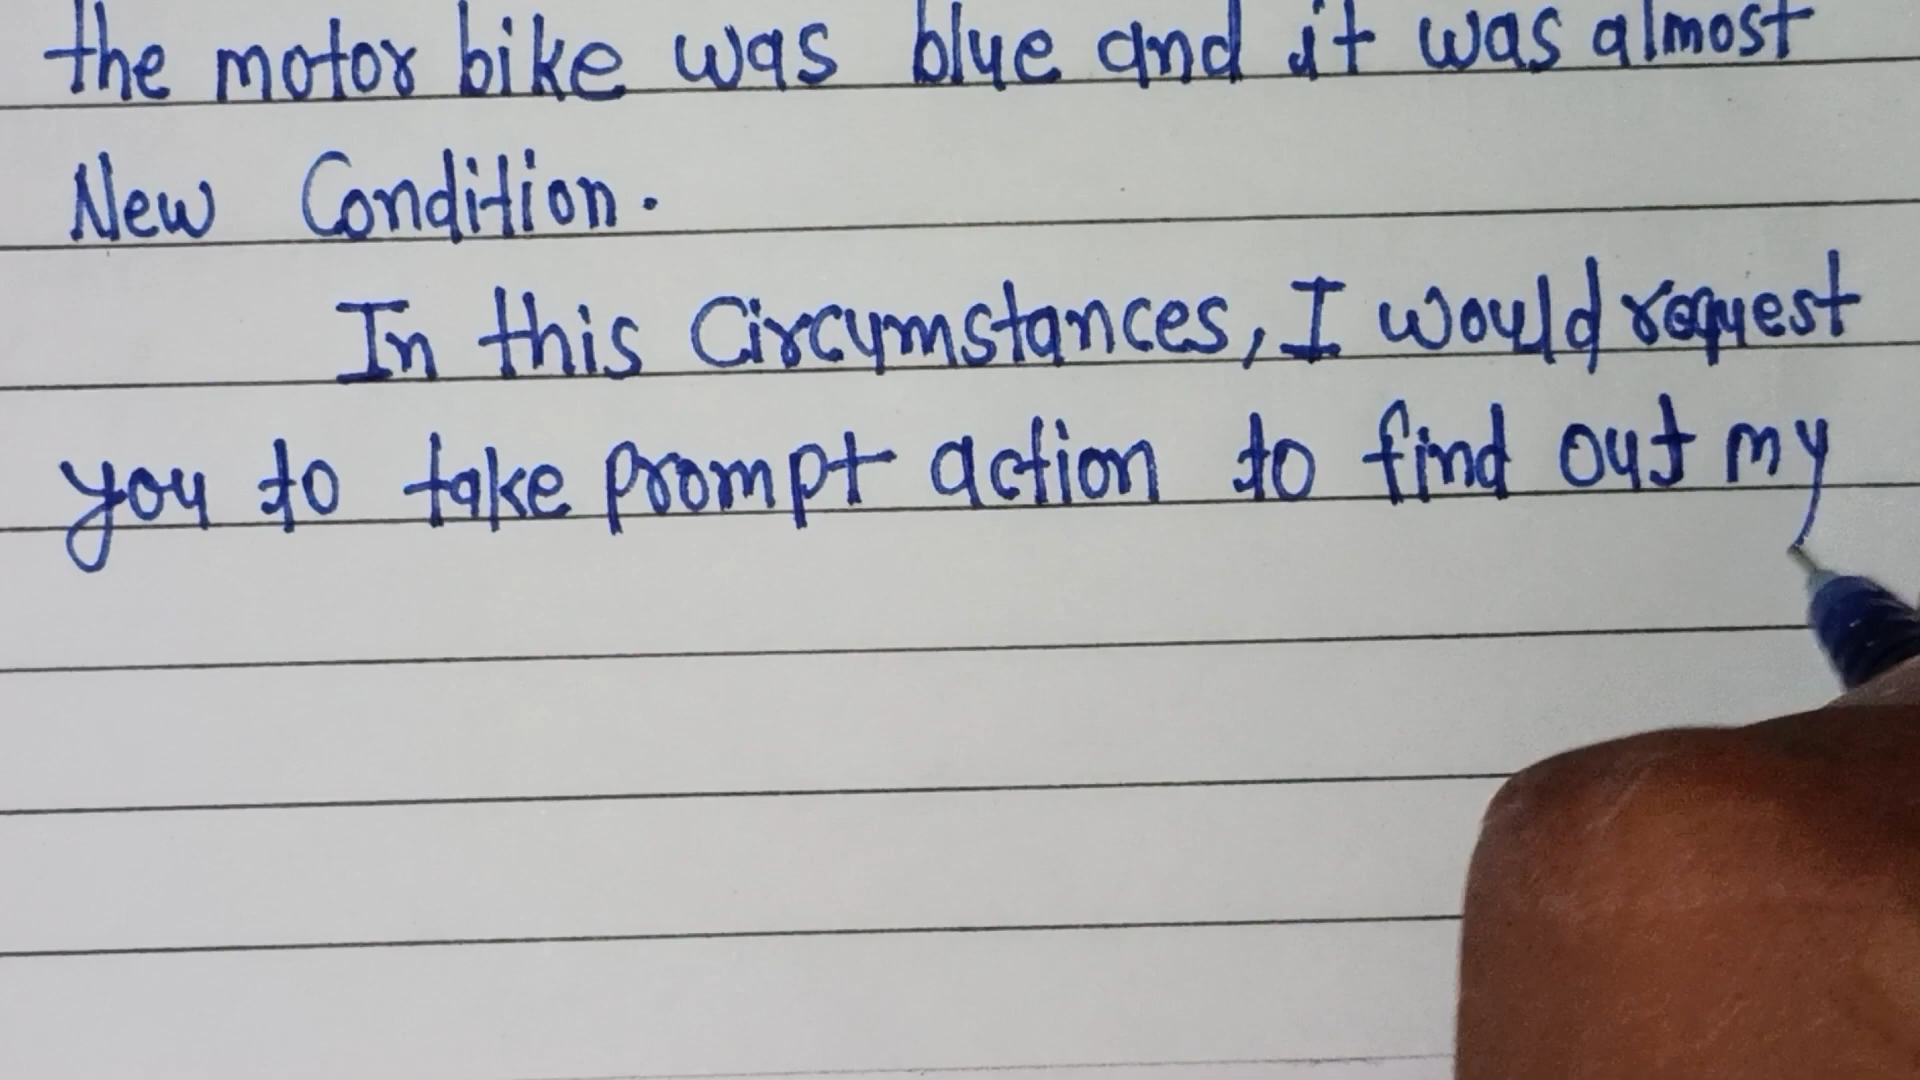 the motor bike was blue and it was almost
New Condition.
In this Circumstances, I would request
you to take prompt action to find out my